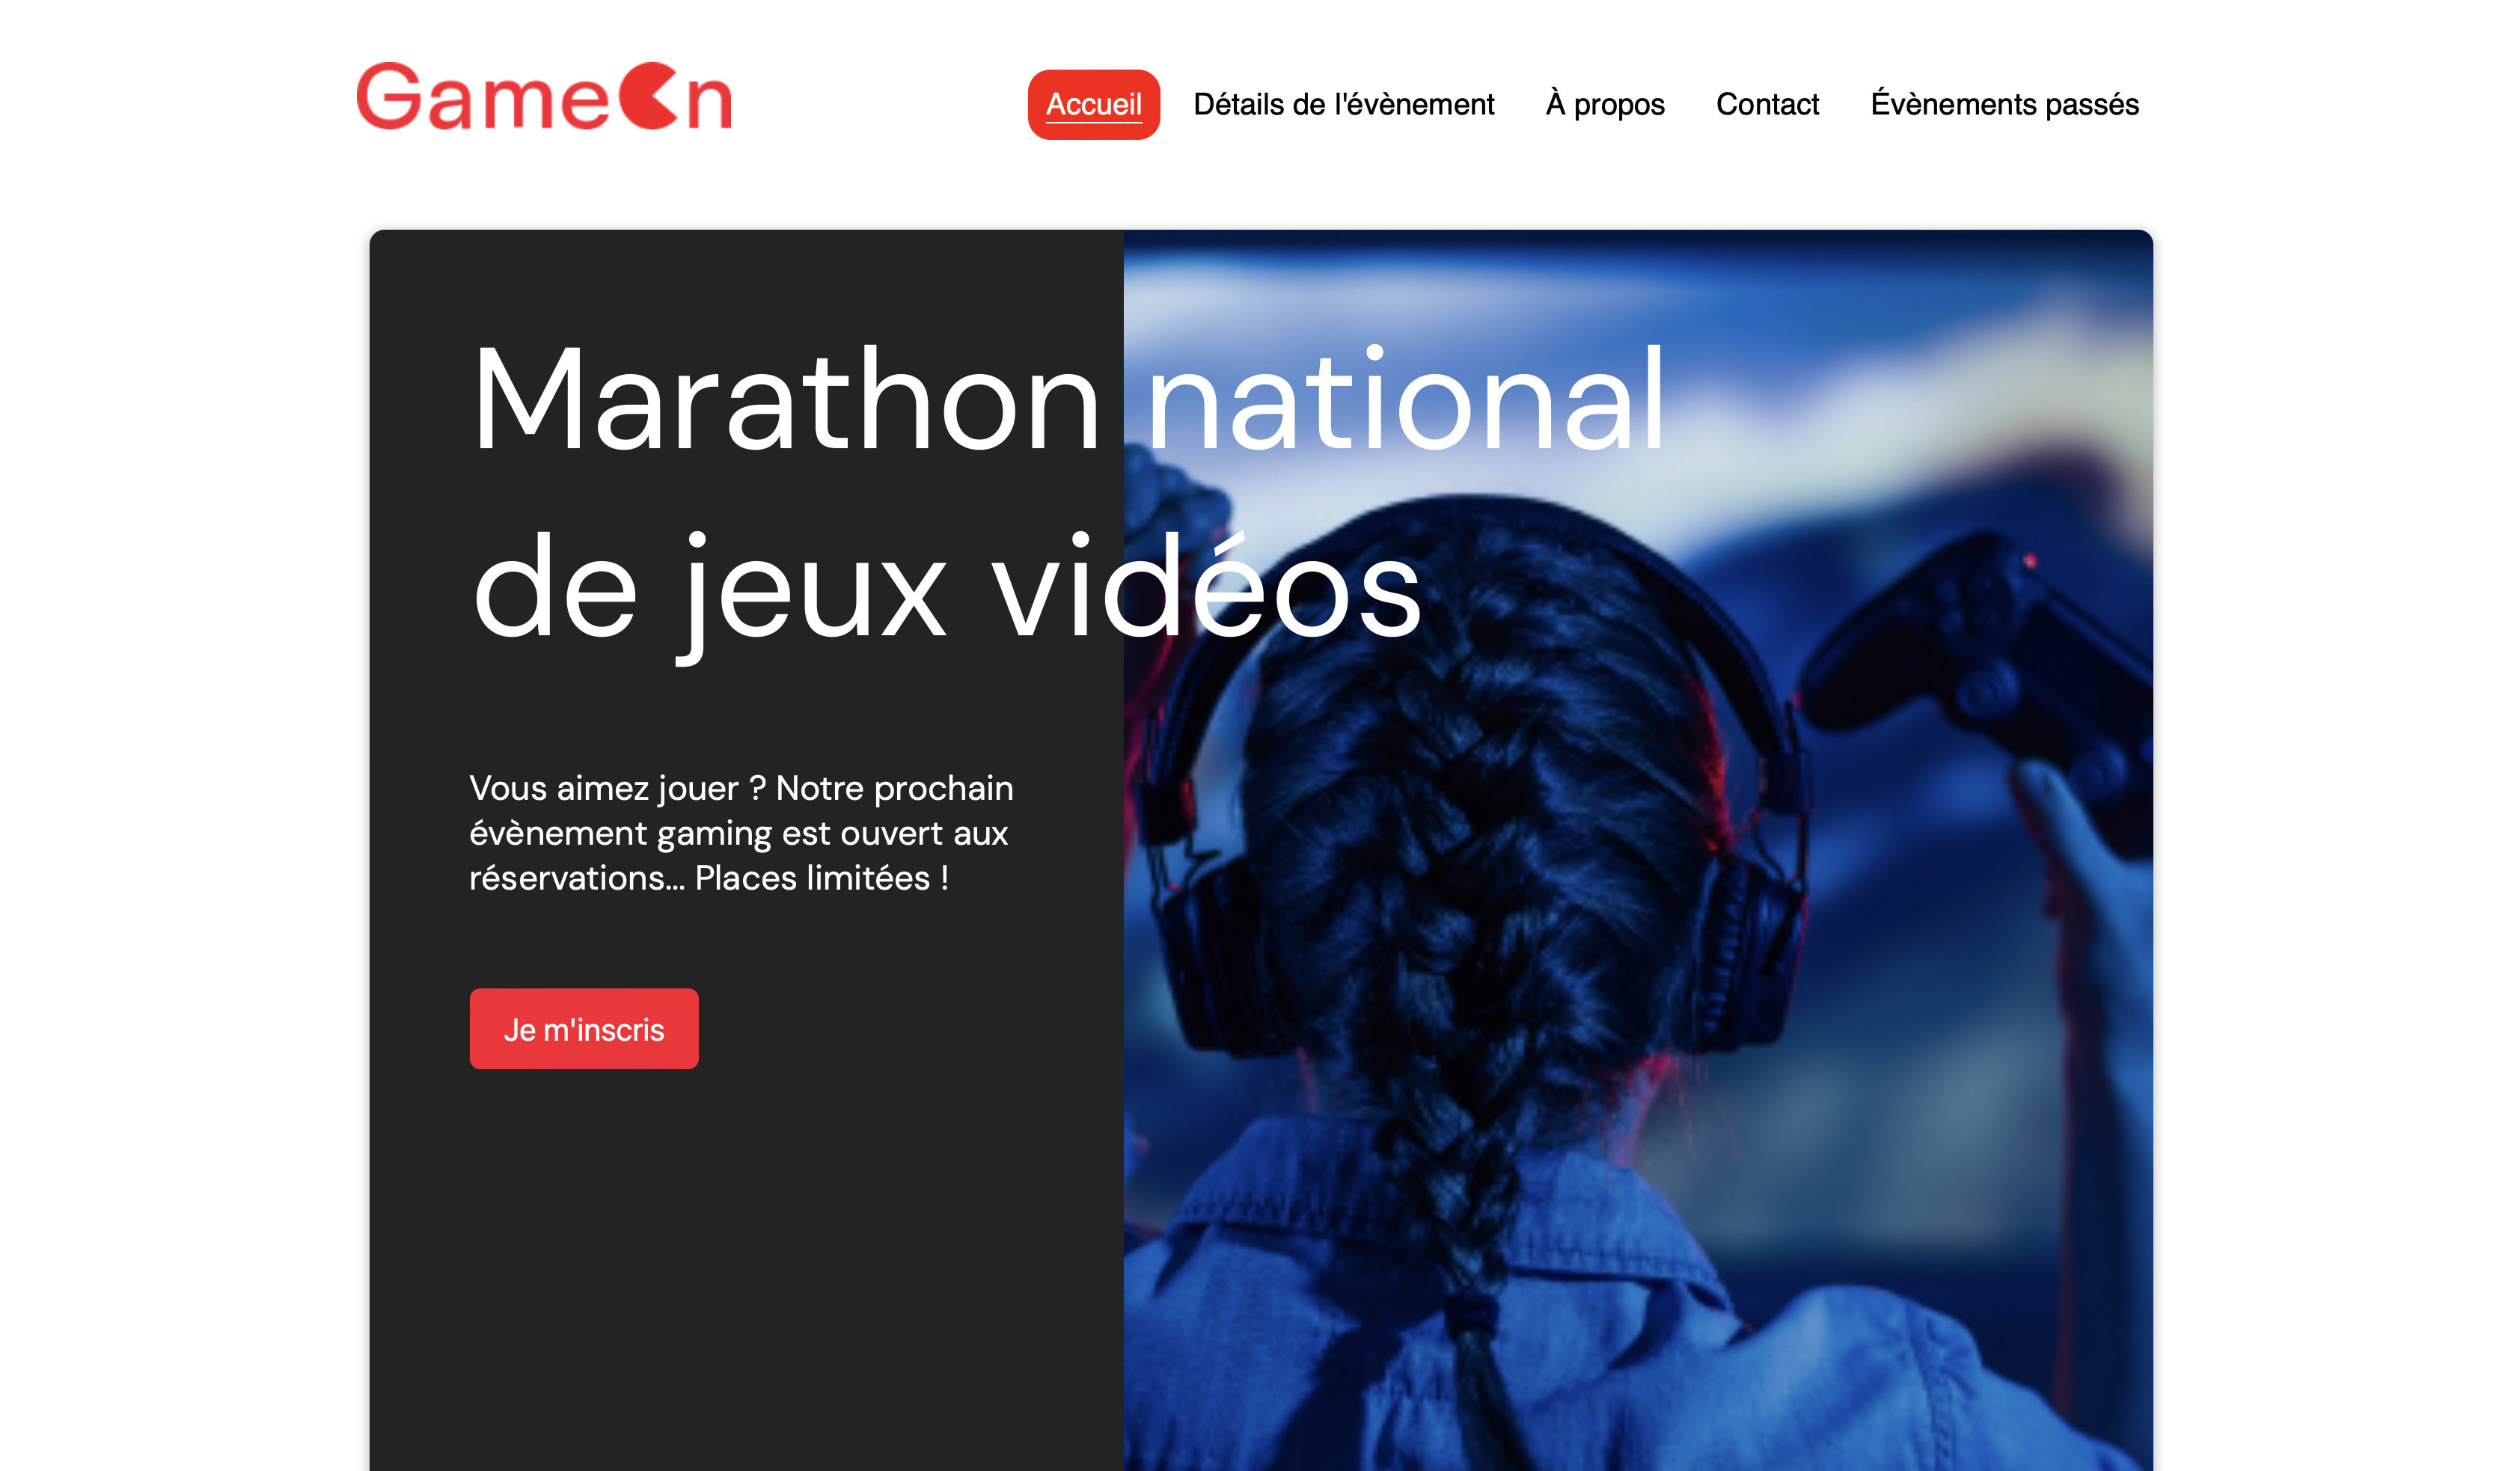 GameOn
Accueil Détails de l'évènement À propos Contact Évènements passés
Marathon national
de jeux vidéos
Vous aimez jouer ? Notre prochain
évènement gaming est ouvert aux
réservations... Places limitées !
Je m'inscris